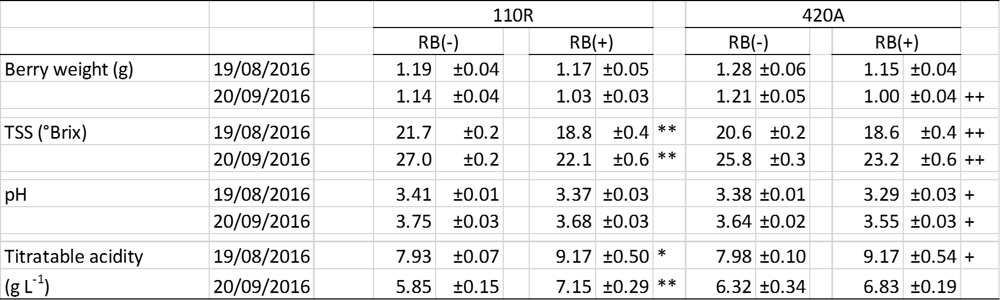 110R 420A
RB(-) RB(+) RB(-) RB(+)
Berry weight (g) 19/08/2016 1.19 ±0.04 1.17 ±0.05 1.28 ±0.06 1.15 ±0.04
20/09/2016 1.14 ±0.04 1.03 ±0.03 1.21 ±0.05 1.00 ±0.04 ++
TSS (°Brix) 19/08/2016 21.7 ±0.2 18.8 ±0.4 ** 20.6 ±0.2 18.6 ±0.4 ++
20/09/2016 27.0 ±0.2 22.1 ±0.6 ** 25.8 ±0.3 23.2 ±0.6 ++
pH 19/08/2016 3.41 ±0.01 3.37 ±0.03 3.38 ±0.01 3.29 ±0.03 +
20/09/2016 3.75 ±0.03 3.68 ±0.03 3.64 ±0.02 3.55 ±0.03 +
Titratable acidity 19/08/2016 7.93 ±0.07 9.17 ±0.50 * 7.98 ±0.10 9.17 ±0.54 +
(g L⁻¹) 20/09/2016 5.85 ±0.15 7.15 ±0.29 ** 6.32 ±0.34 6.83 ±0.19